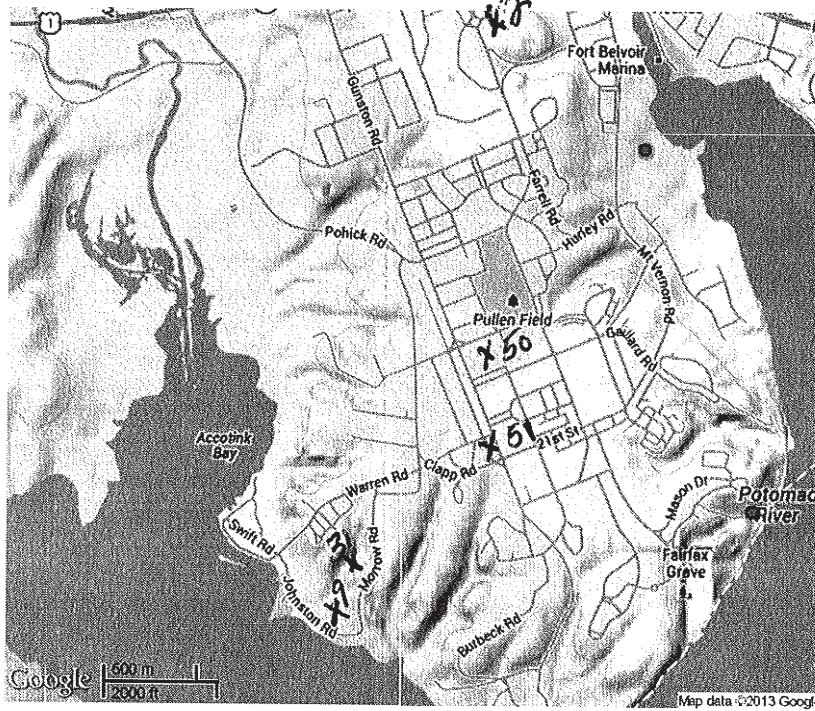 1
Fort Belvoir
Marina
Gunston Rd
Farrell Rd
Pohick Rd
Hurley Rd
Mt Vernon Rd
Pullen Field
X 50
Gaillard Rd
X 51
21st St
Accotink
Bay
Warren Rd
Clapp Rd
Swift Rd
Morrow Rd
Mason Dr
Potomac
River
Fairfax
Grove
X 9
Johnston Rd
Burbeck Rd
Google
500 m
2000 ft
Map data ©2013 Google